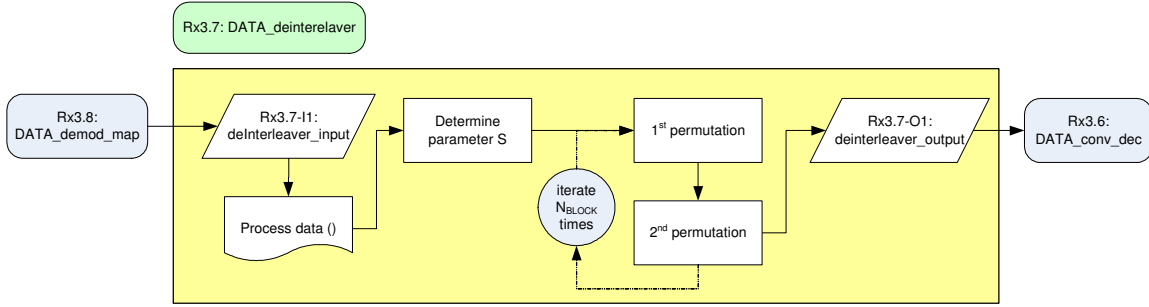 Rx3.7: DATA_deinterelaver
Rx3.8:
DATA_demod_map
Rx3.7-I1:
deInterleaver_input
Process data ()
Determine
parameter S
iterate
N_BLOCK
times
1st permutation
2nd permutation
Rx3.7-O1:
deinterleaver_output
Rx3.6:
DATA_conv_dec